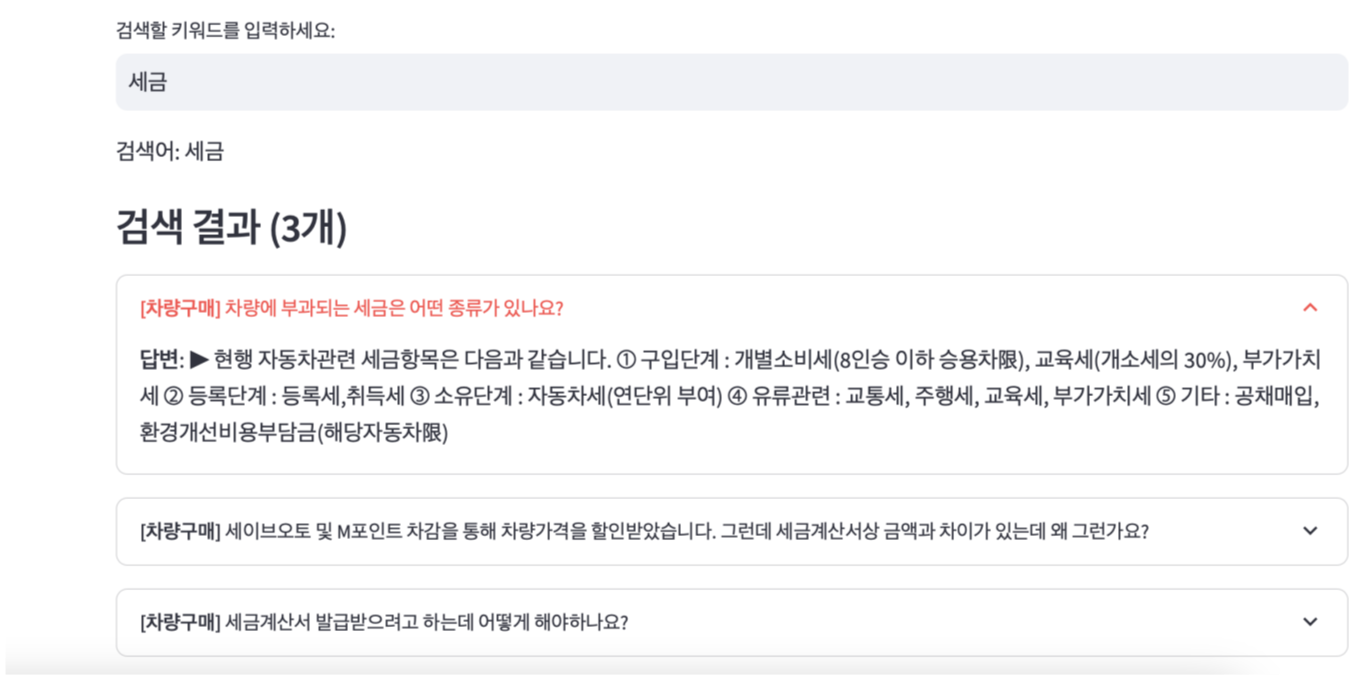 검색할 키워드를 입력하세요:
세금
검색어: 세금
검색 결과 (3개)
[차량구매] 차량에 부과되는 세금은 어떤 종류가 있나요?
답변: ▶ 현행 자동차관련 세금항목은 다음과 같습니다. ① 구입단계 : 개별소비세(8인승 이하 승용차限), 교육세(개소세의 30%), 부가가치
세 ② 등록단계 : 등록세,취득세 ③ 소유단계 : 자동차세(연단위 부여) ④ 유류관련 : 교통세, 주행세, 교육세, 부가가치세 ⑤ 기타 : 공채매입,
환경개선비용부담금(해당자동차限)
[차량구매] 세이브오토 및 M포인트 차감을 통해 차량가격을 할인받았습니다. 그런데 세금계산서상 금액과 차이가 있는데 왜 그런가요?
[차량구매] 세금계산서 발급받으려고 하는데 어떻게 해야하나요?